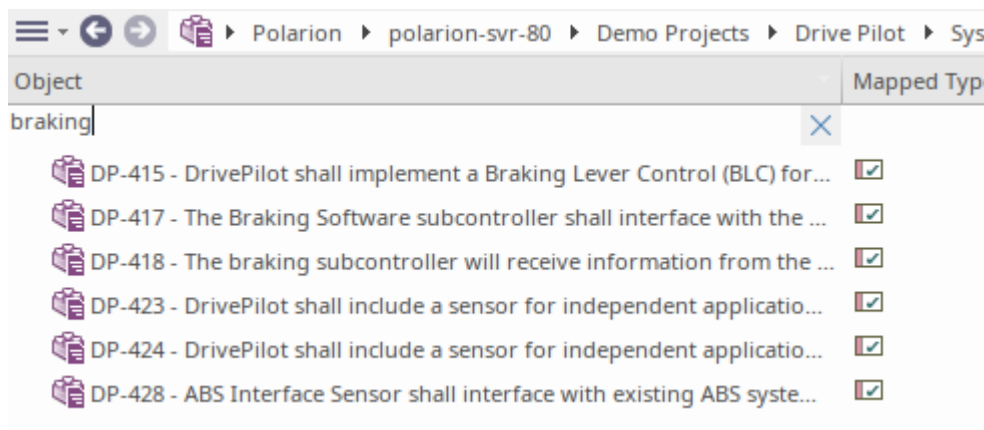 Polarion polarion-svr-80 Demo Projects Drive Pilot Sys
Object Mapped Typ
braking
DP-415 - DrivePilot shall implement a Braking Lever Control (BLC) for...
DP-417 - The Braking Software subcontroller shall interface with the ...
DP-418 - The braking subcontroller will receive information from the ...
DP-423 - DrivePilot shall include a sensor for independent applicatio...
DP-424 - DrivePilot shall include a sensor for independent applicatio...
DP-428 - ABS Interface Sensor shall interface with existing ABS syste...